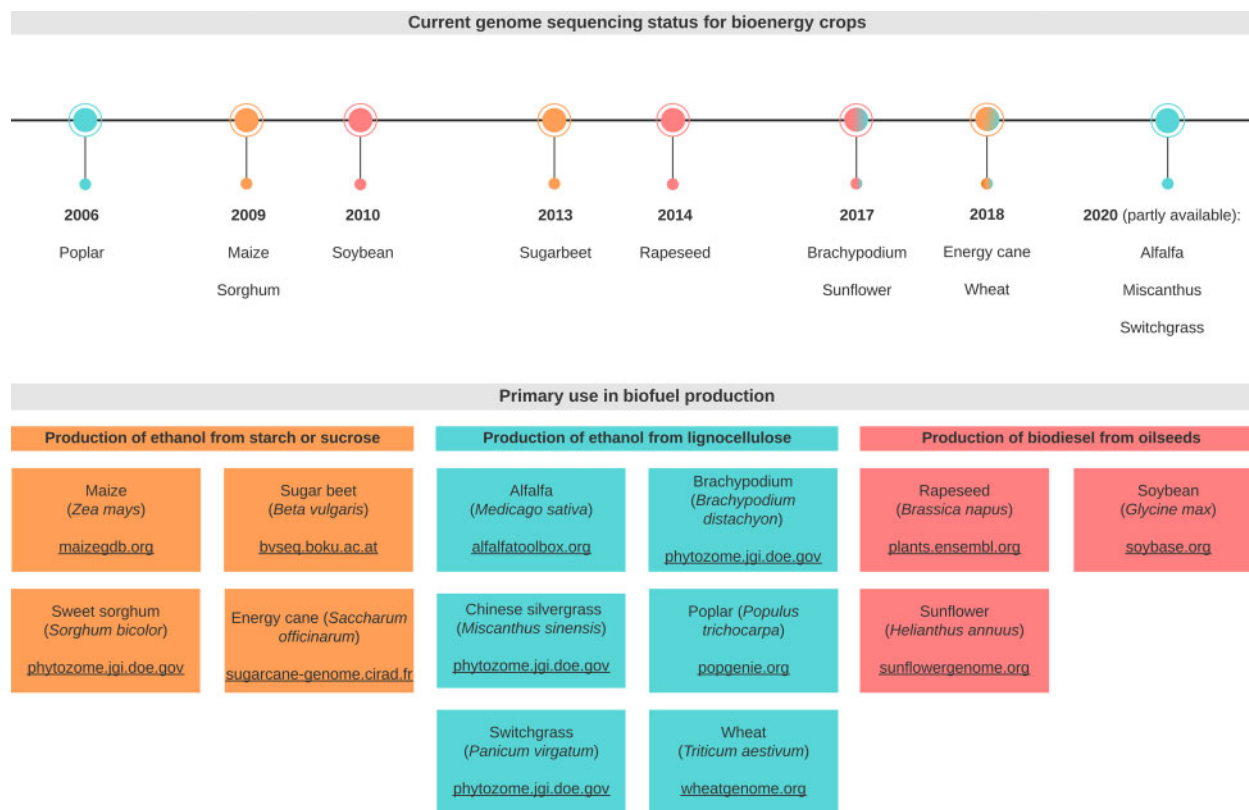 Current genome sequencing status for bioenergy crops
2006
Poplar
2009
Maize
Sorghum
2010
Soybean
2013
Sugarbeet
2014
Rapeseed
2017
Brachypodium
Sunflower
2018
Energy cane
Wheat
2020 (partly available):
Alfalfa
Miscanthus
Switchgrass
Primary use in biofuel production
Production of ethanol from starch or sucrose
Maize
(Zea mays)
maizegdb.org
Sugar beet
(Beta vulgaris)
bvseq.boku.ac.at
Sweet sorghum
(Sorghum bicolor)
phytozome.jgi.doe.gov
Energy cane (Saccharum
officinarum)
sugarcane-genome.cirad.fr
Production of ethanol from lignocellulose
Alfalfa
(Medicago sativa)
alfalfatoolbox.org
Brachypodium
(Brachypodium
distachyon)
phytozome.jgi.doe.gov
Chinese silvergrass
(Miscanthus sinensis)
phytozome.jgi.doe.gov
Poplar (Populus
trichocarpa)
popgenie.org
Switchgrass
(Panicum virgatum)
phytozome.jgi.doe.gov
Wheat
(Triticum aestivum)
wheatgenome.org
Production of biodiesel from oilseeds
Rapeseed
(Brassica napus)
plants.ensembl.org
Soybean
(Glycine max)
soybase.org
Sunflower
(Helianthus annuus)
sunflowergenome.org